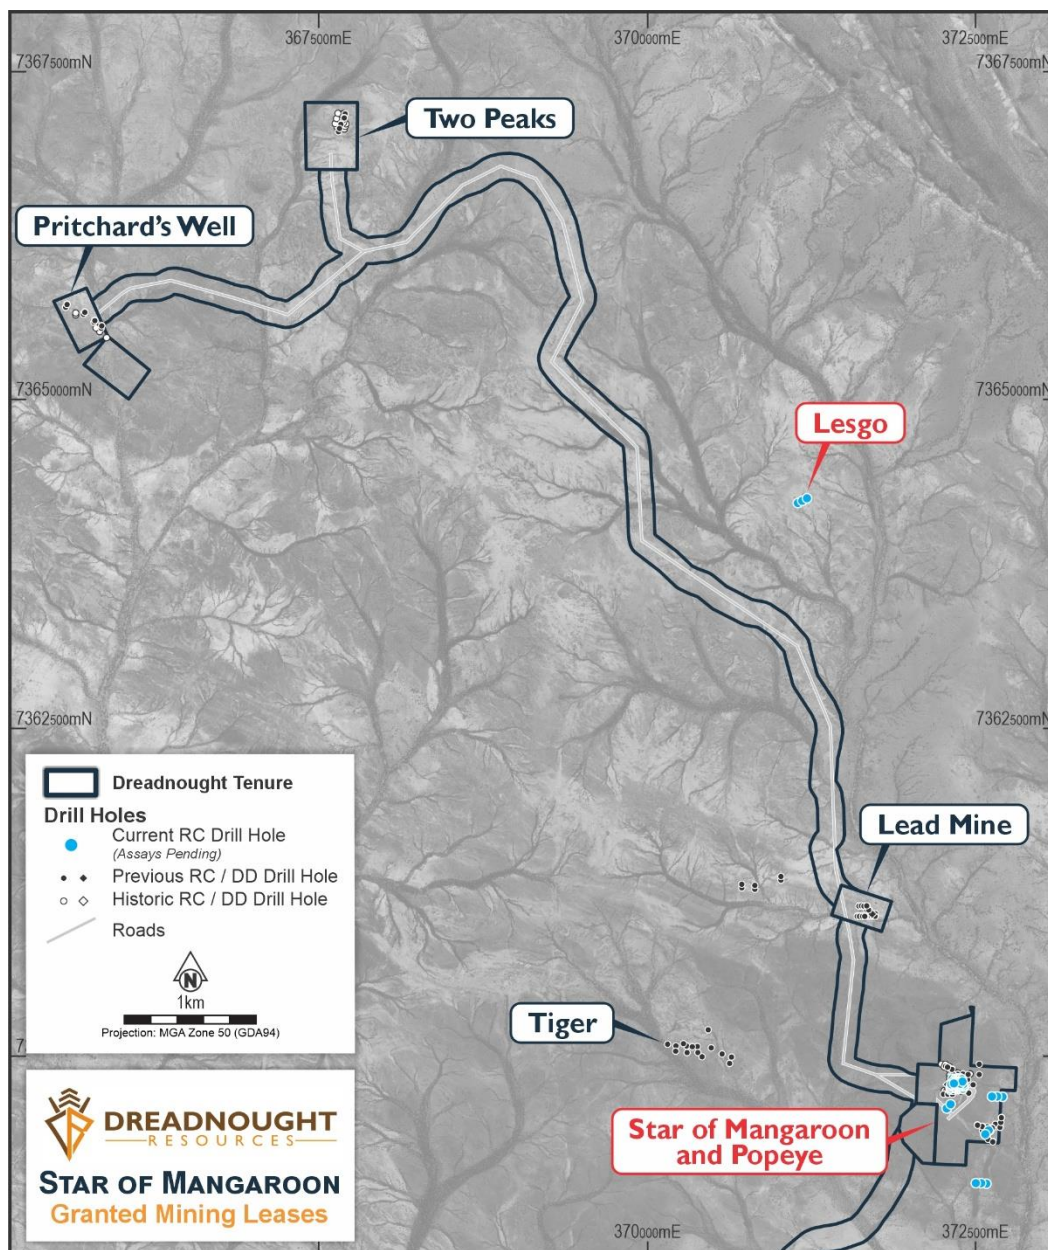 367500mE
370000mE
372500mE
7367500mN
7367500mN
Two Peaks
Pritchard's Well
7365000mN
7365000mN
Lesgo
7362500mN
7362500mN
Dreadnought Tenure
Drill Holes
Current RC Drill Hole
(Assays Pending)
Previous RC / DD Drill Hole
Historic RC / DD Drill Hole
Roads
N
1km
Projection: MGA Zone 50 (GDA94)
Lead Mine
Tiger
Star of Mangaroon
and Popeye
DREADNOUGHT
RESOURCES
STAR OF MANGAROON
Granted Mining Leases
370000mE
372500mE